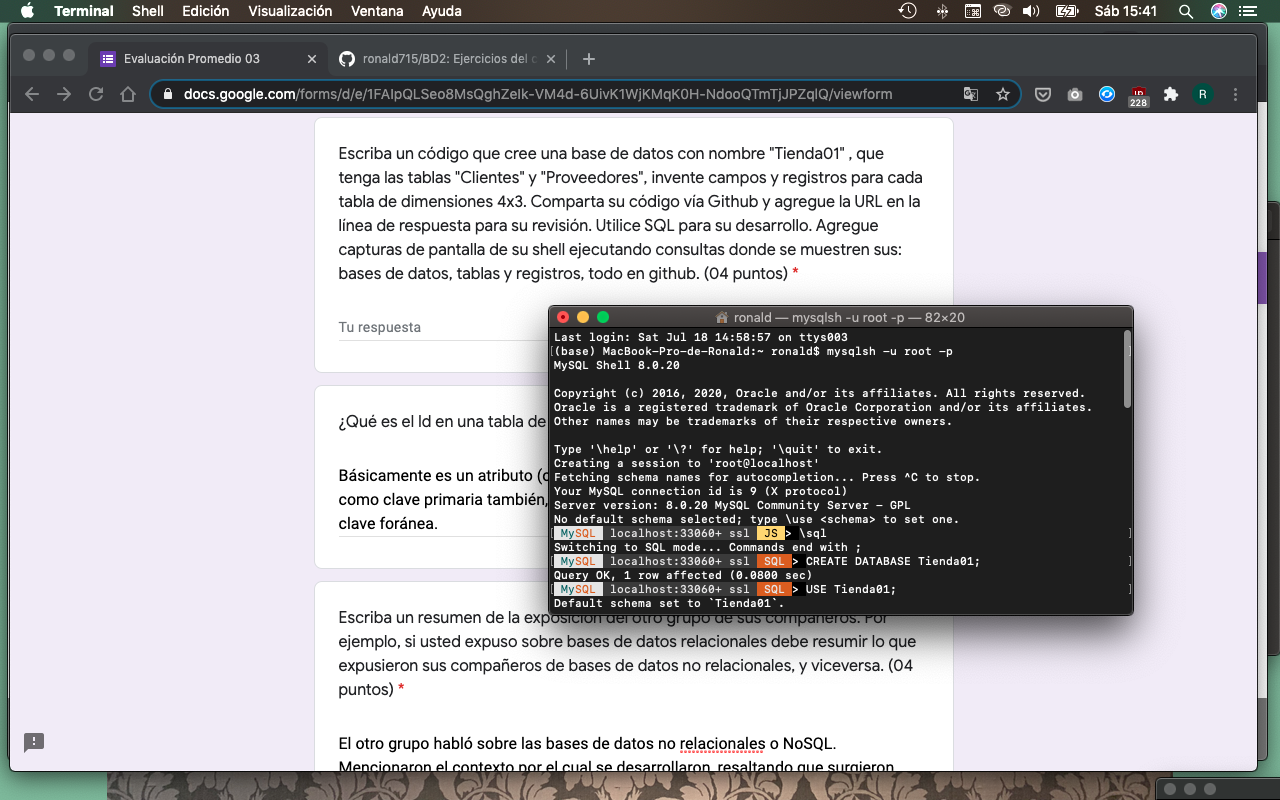 Terminal Shell Edición Visualización Ventana Ayuda Sáb 15:41
Evaluación Promedio 03
ronald715/BD2: Ejercicios del c
docs.google.com/forms/d/e/1FAIpQLSeo8MsQghZeIk-VM4d-6UivK1WjKMqK0H-NdooQTmTjJPZqlQ/viewform
228
R
Escriba un código que cree una base de datos con nombre "Tienda01" , que
tenga las tablas "Clientes" y "Proveedores", invente campos y registros para cada
tabla de dimensiones 4x3. Comparta su código vía Github y agregue la URL en la
línea de respuesta para su revisión. Utilice SQL para su desarrollo. Agregue
capturas de pantalla de su shell ejecutando consultas donde se muestren sus:
bases de datos, tablas y registros, todo en github. (04 puntos) *
Tu respuesta
¿Qué es el Id en una tabla de
Básicamente es un atributo (c
como clave primaria también,
clave foránea.
ronald — mysqlsh -u root -p — 82×20
Last login: Sat Jul 18 14:58:57 on ttys003
[(base) MacBook-Pro-de-Ronald:~ ronald$ mysqlsh -u root -p ]
MySQL Shell 8.0.20
Copyright (c) 2016, 2020, Oracle and/or its affiliates. All rights reserved.
Oracle is a registered trademark of Oracle Corporation and/or its affiliates.
Other names may be trademarks of their respective owners.
Type '\help' or '\?' for help; '\quit' to exit.
Creating a session to 'root@localhost'
Fetching schema names for autocompletion... Press ^C to stop.
Your MySQL connection id is 9 (X protocol)
Server version: 8.0.20 MySQL Community Server - GPL
No default schema selected; type \use <schema> to set one.
[ MySQL localhost:33060+ ssl JS > \sql ]
Switching to SQL mode... Commands end with ;
[ MySQL localhost:33060+ ssl SQL > CREATE DATABASE Tienda01; ]
Query OK, 1 row affected (0.0800 sec)
[ MySQL localhost:33060+ ssl SQL > USE Tienda01; ]
Default schema set to `Tienda01`.
Escriba un resumen de la exposición del otro grupo de sus compañeros. Por
ejemplo, si usted expuso sobre bases de datos relacionales debe resumir lo que
expusieron sus compañeros de bases de datos no relacionales, y viceversa. (04
puntos) *
El otro grupo habló sobre las bases de datos no relacionales o NoSQL.
Mencionaron el contexto por el cual se desarrollaron, resaltando que surgieron